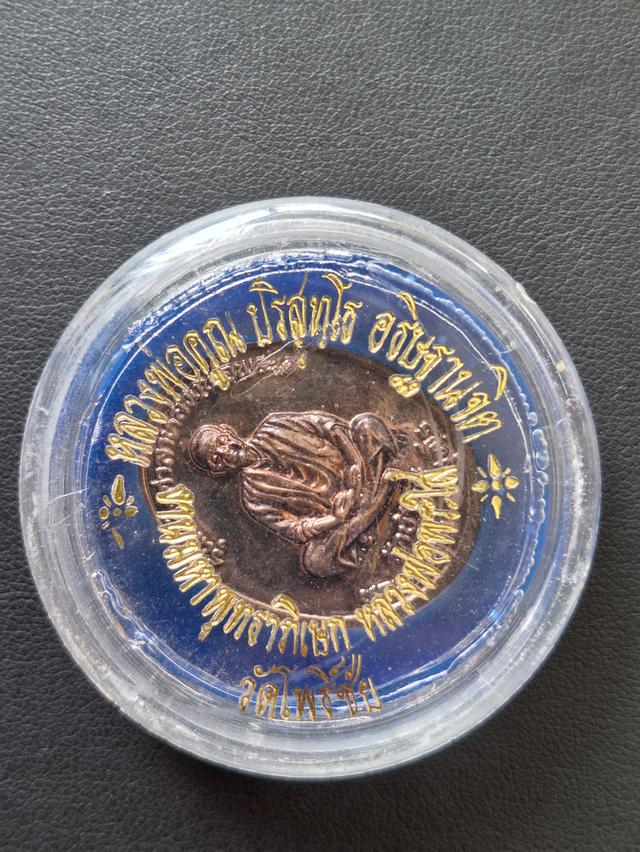 หลวงพ่อคูณ ปริสุทฺโธ อธิษฐานจิต
งานมหาพุทธาภิเษก หลวงพ่อพระใส
วัดโพธิ์ชัย